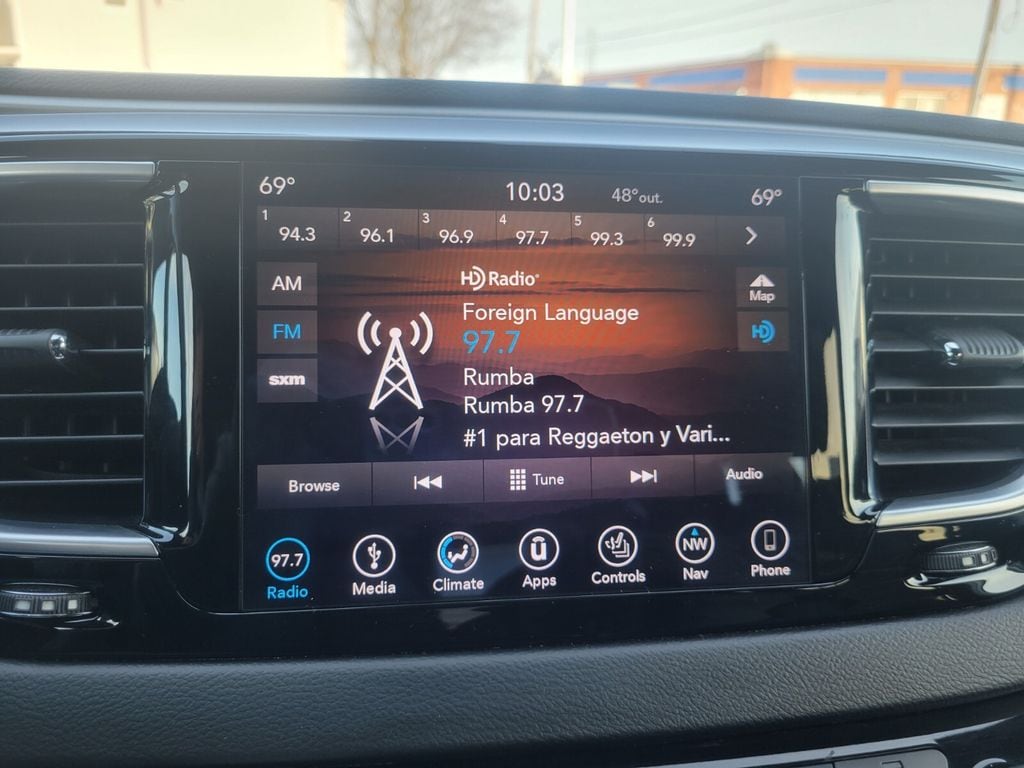 69° 10:03 48°out. 69°
1 94.3 2 96.1 3 96.9 4 97.7 5 99.3 6 99.9
HD Radio
AM
Map
Foreign Language
FM
97.7
HD
sxm
Rumba
Rumba 97.7
#1 para Reggaeton y Vari...
Browse Tune Audio
97.7 NW
Radio Media Climate Apps Controls Nav Phone